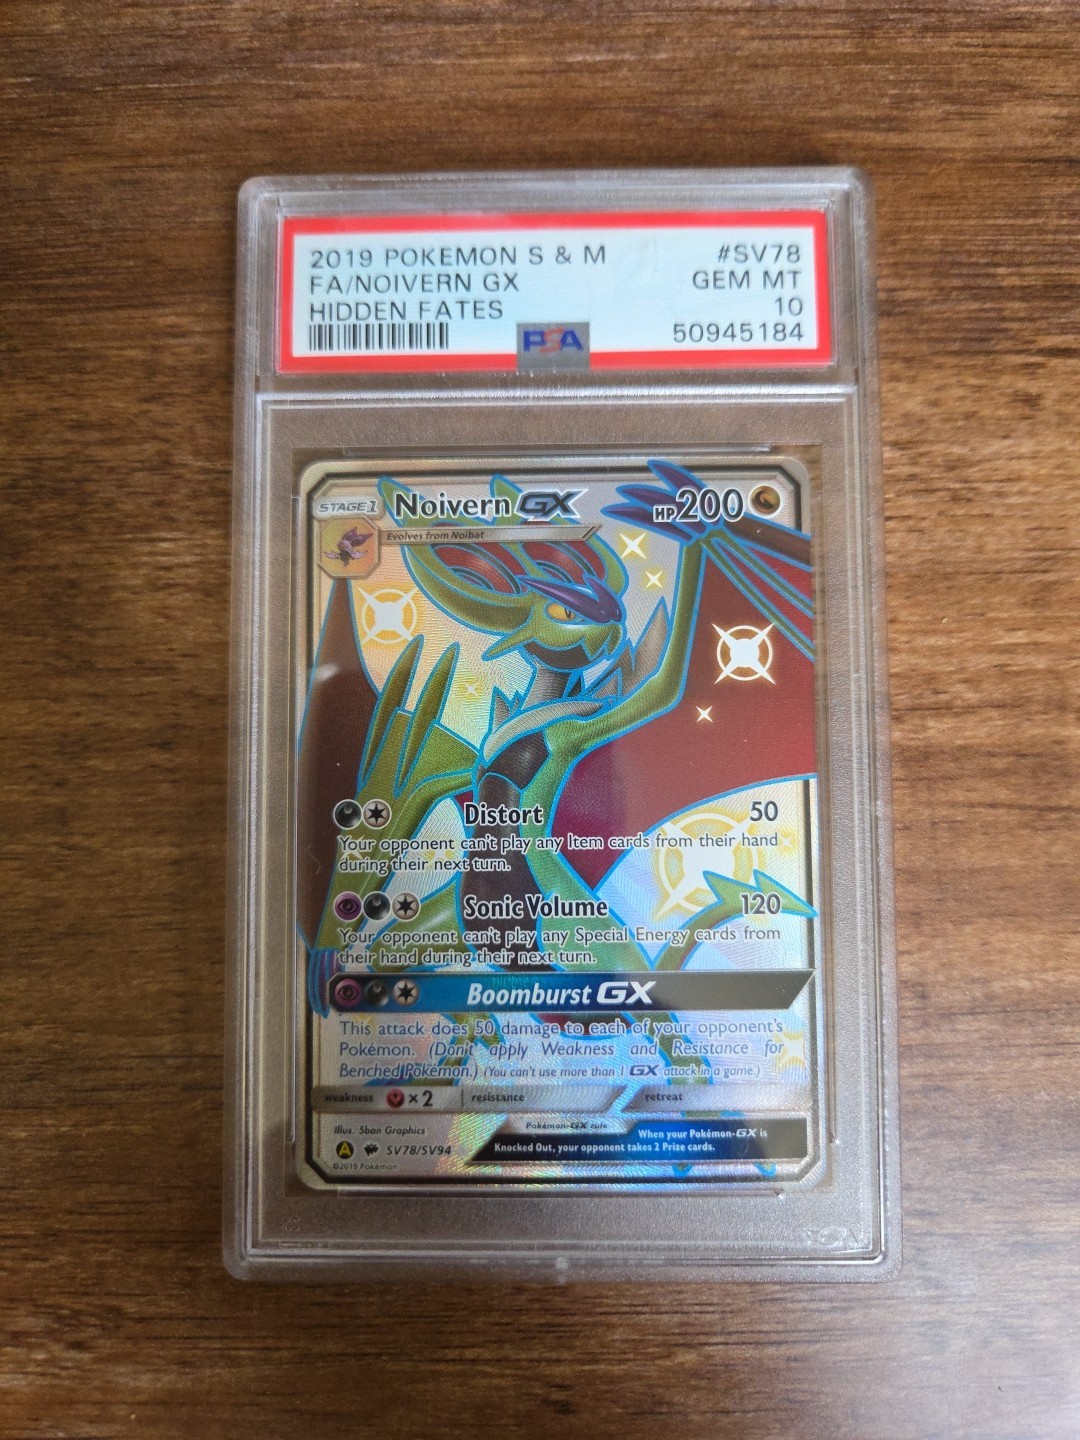 2019 POKEMON S & M #SV78
FA/NOIVERN GX GEM MT
HIDDEN FATES 10
50945184
PSA
STAGE 1 Noivern GX HP 200
Evolves from Noibat
Distort 50
Your opponent can't play any Item cards from their hand
during their next turn.
Sonic Volume 120
Your opponent can't play any Special Energy cards from
their hand during their next turn.
Boomburst GX
This attack does 50 damage to each of your opponent's
Pokémon. (Don't apply Weakness and Resistance for
Benched Pokémon.) (You can't use more than 1 GX attack in a game.)
weakness × 2 resistance retreat
Illus. 5ban Graphics
Pokémon-GX rule
When your Pokémon-GX is
Knocked Out, your opponent takes 2 Prize cards.
A SV78/SV94
©2019 Pokémon